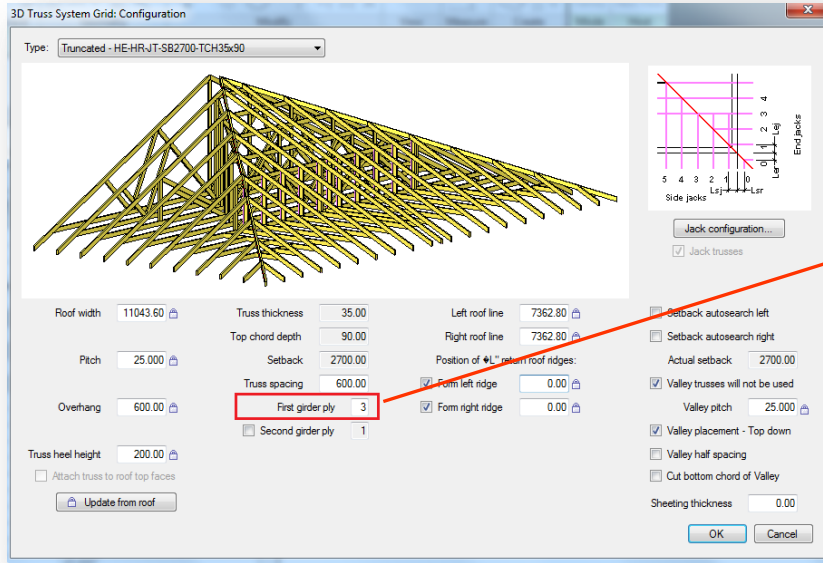 3D Truss System Grid: Configuration
Type: Truncated - HE-HR-JT-SB2700-TCH35x90
4
3
2
1
0
Lej
Ler
End jacks
5 4 3 2 1 0
Lsj Lsr
Side jacks
Jack configuration...
Jack trusses
Roof width 11043.60 Truss thickness 35.00 Left roof line 7362.80 Setback autosearch left
Top chord depth 90.00 Right roof line 7362.80 Setback autosearch right
Pitch 25.000 Setback 2700.00 Position of �L" return roof ridges: Actual setback 2700.00
Truss spacing 600.00 Form left ridge 0.00 Valley trusses will not be used
Overhang 600.00 First girder ply 3 Form right ridge 0.00 Valley pitch 25.000
Second girder ply 1 Valley placement - Top down
Truss heel height 200.00 Valley half spacing
Attach truss to roof top faces Cut bottom chord of Valley
Update from roof Sheeting thickness 0.00
OK Cancel